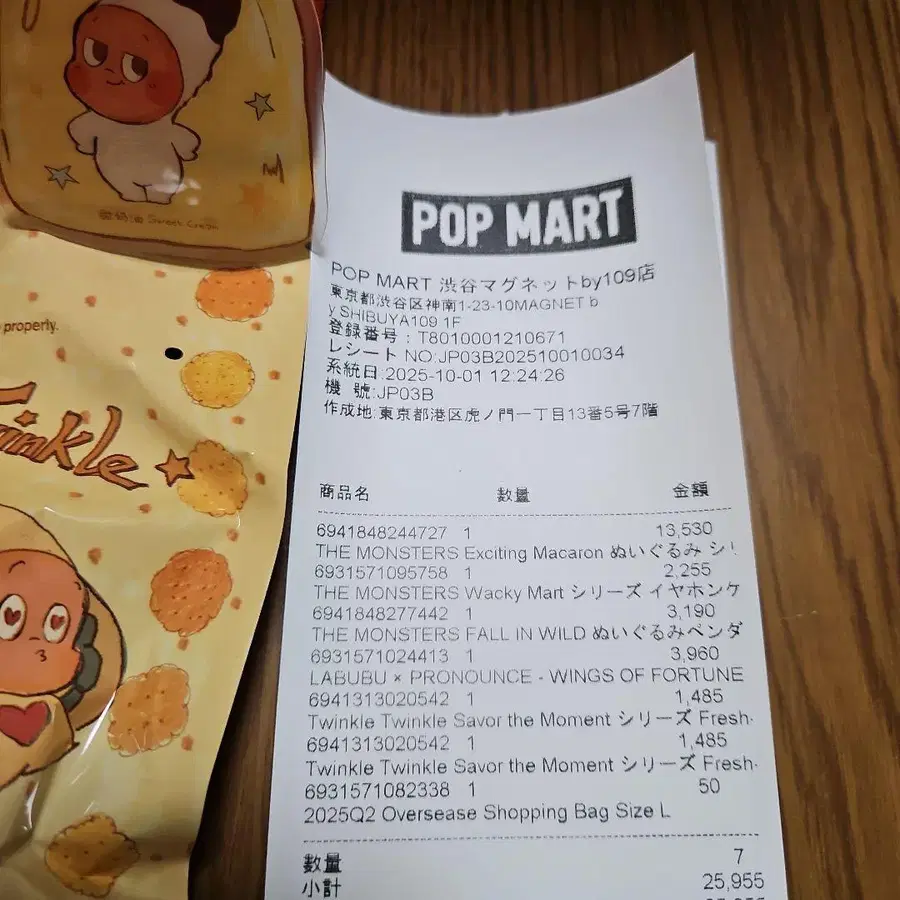 甜奶油 Sweet Cream
properly.
Twinkle
POP MART
POP MART 渋谷マグネットby109店
東京都渋谷区神南1-23-10MAGNET b
y SHIBUYA109 1F
登録番号：T8010001210671
レシート NO:JP03B202510010034
系統日:2025-10-01 12:24:26
機 號:JP03B
作成地:東京都港区虎ノ門一丁目13番5号7階
商品名 数量 金額
6941848244727 1 13,530
THE MONSTERS Exciting Macaron ぬいぐるみ シリ
6931571095758 1 2,255
THE MONSTERS Wacky Mart シリーズ イヤホンケ
6941848277442 1 3,190
THE MONSTERS FALL IN WILD ぬいぐるみペンダ
6931571024413 1 3,960
LABUBU × PRONOUNCE - WINGS OF FORTUNE
6941313020542 1 1,485
Twinkle Twinkle Savor the Moment シリーズ Fresh-
6941313020542 1 1,485
Twinkle Twinkle Savor the Moment シリーズ Fresh-
6931571082338 1 50
2025Q2 Oversease Shopping Bag Size L
数量 7
小計 25,955